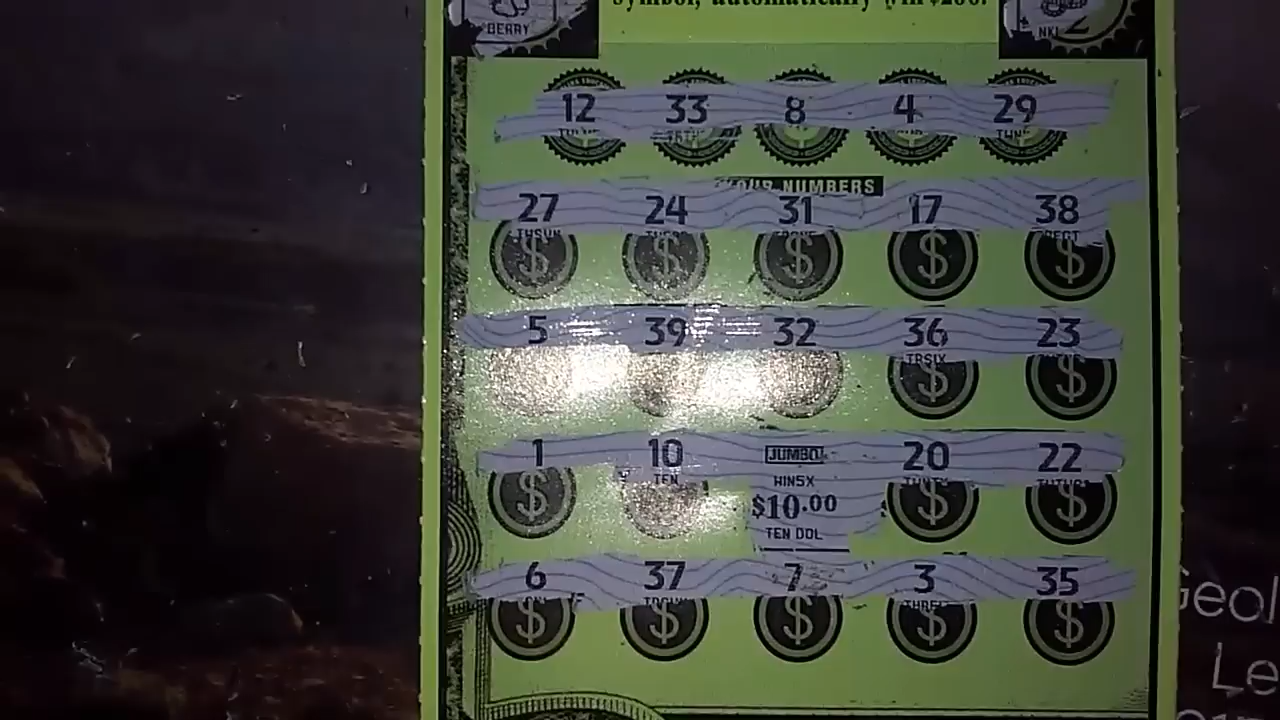 symbol, automatically win $200.
BERRY
12 33 8 4 29
YOUR NUMBERS
27 24 31 17 38
5 39 32 36 23
TRSIX
1 10 JUMBO 20 22
TEN WIN5X
$10.00
TEN DOL
6 37 7 3 35
THREE
Geol
Le